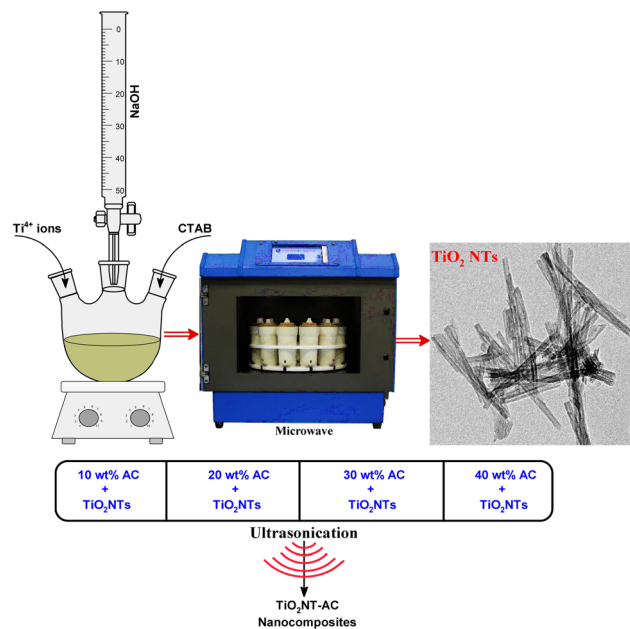 0
10
20
30
40
50
NaOH
Ti⁴⁺ ions
CTAB
TiO₂ NTs
Microwave
10 wt% AC
+
TiO₂NTs
20 wt% AC
+
TiO₂NTs
30 wt% AC
+
TiO₂NTs
40 wt% AC
+
TiO₂NTs
Ultrasonication
TiO₂NT-AC
Nanocomposites